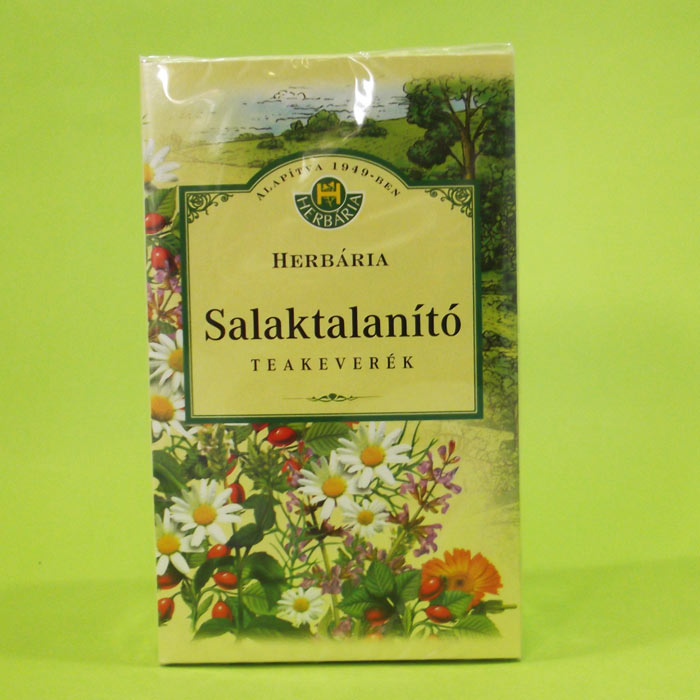 ALAPÍTVA 1949-BEN
H
HERBÁRIA
HERBÁRIA
Salaktalanító
TEAKEVERÉK